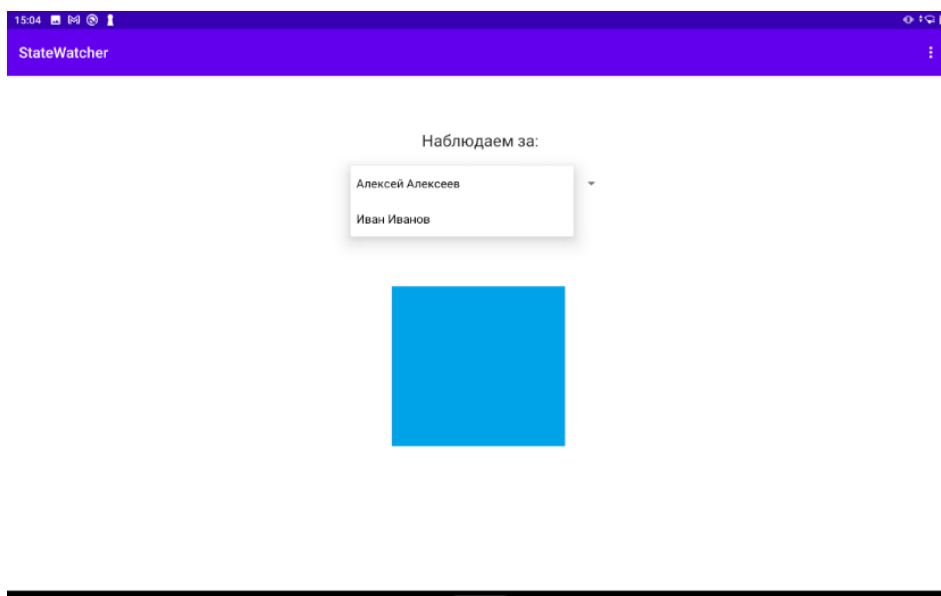 15:04
StateWatcher
Наблюдаем за:
Алексей Алексеев
Иван Иванов